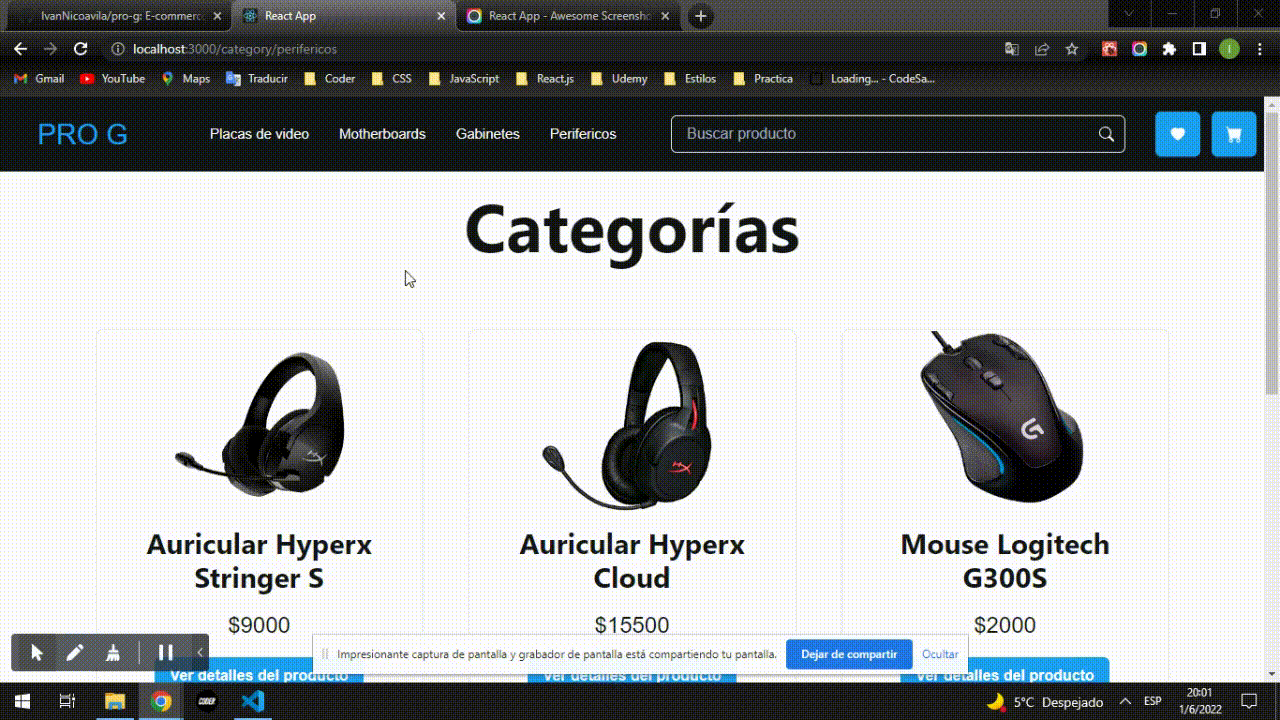 IvanNicoavila/pro-g: E-commerc
React App
React App - Awesome Screensho
localhost:3000/category/perifericos
Gmail
YouTube
Maps
Traducir
Coder
CSS
JavaScript
React.js
Udemy
Estilos
Practica
Loading... - CodeSa...
PRO G
Placas de video
Motherboards
Gabinetes
Perifericos
Buscar producto
Categorías
Auricular Hyperx
Stringer S
$9000
Ver detalles del producto
Auricular Hyperx
Cloud
$15500
Ver detalles del producto
Mouse Logitech
G300S
$2000
Ver detalles del producto
Impresionante captura de pantalla y grabador de pantalla está compartiendo tu pantalla.
Dejar de compartir
Ocultar
CODER
5°C Despejado
ESP
20:01
1/6/2022